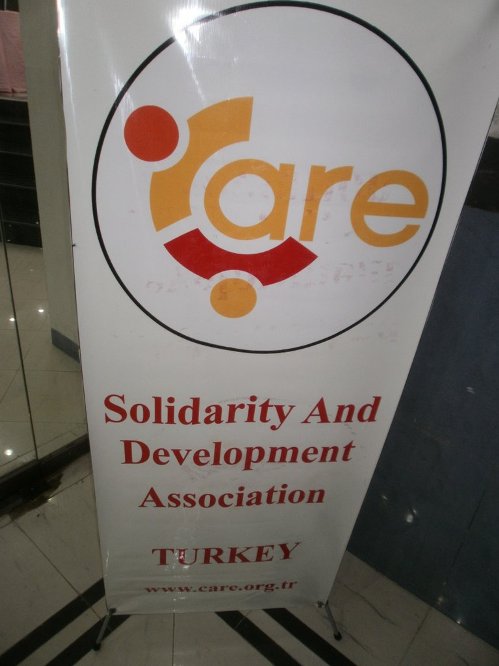 Care
Solidarity And
Development
Association
TURKEY
www.care.org.tr